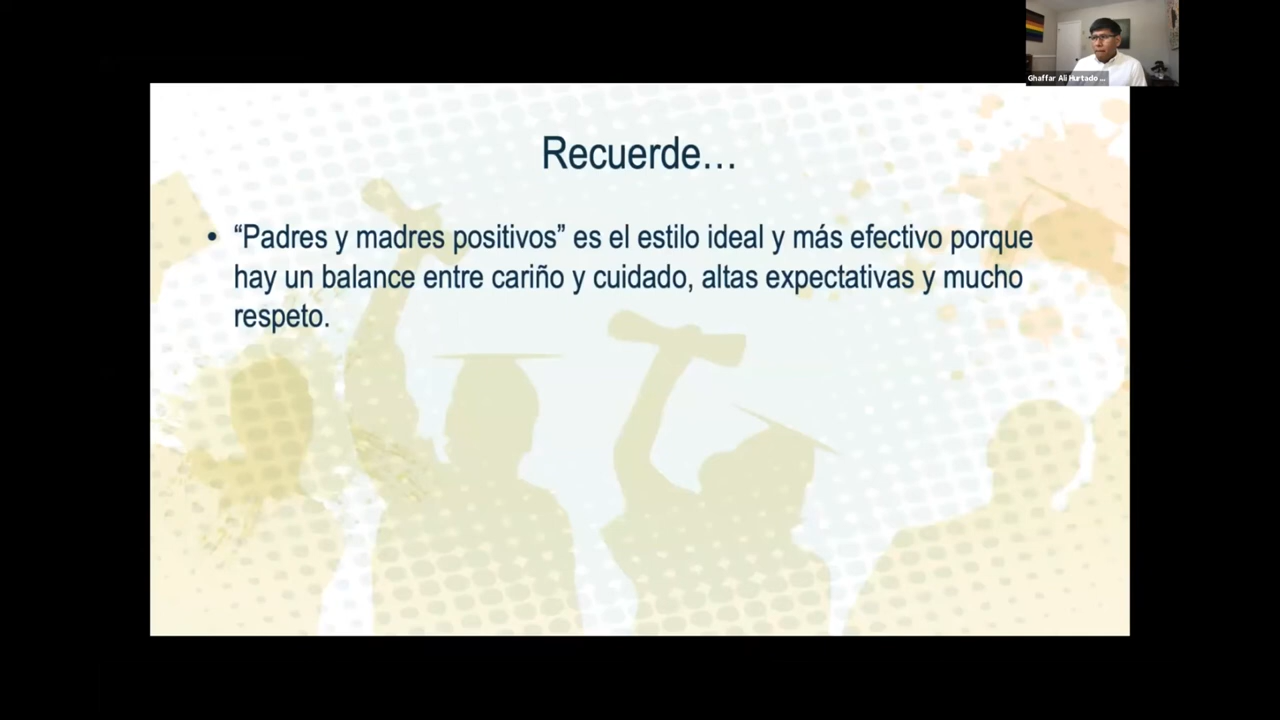 Ghaffar Ali Hurtado ...
Recuerde…
• “Padres y madres positivos” es el estilo ideal y más efectivo porque
hay un balance entre cariño y cuidado, altas expectativas y mucho
respeto.